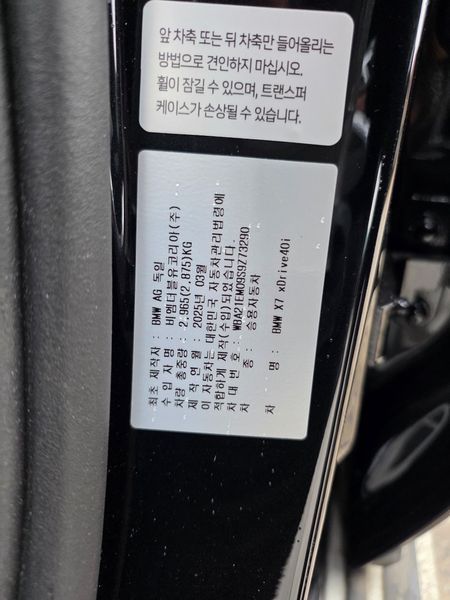 앞 차축 또는 뒤 차축만 들어올리는
방법으로 견인하지 마십시오.
휠이 잠길 수 있으며, 트랜스퍼
케이스가 손상될 수 있습니다.
최초 제작자 : BMW AG 독일
수 입 자 명 : 비엠더블유코리아(주)
차량 총중량 : 2,965(2,875)KG
제 작 연 월 : 2025년 03월
이 자동차는 대한민국 자동차관리법령에
적합하게 제작(수입)되었습니다.
차 대 번 호 : WBA21EM09S9773290
차 종 : 승용자동차
차 명 : BMW X7 xDrive40i